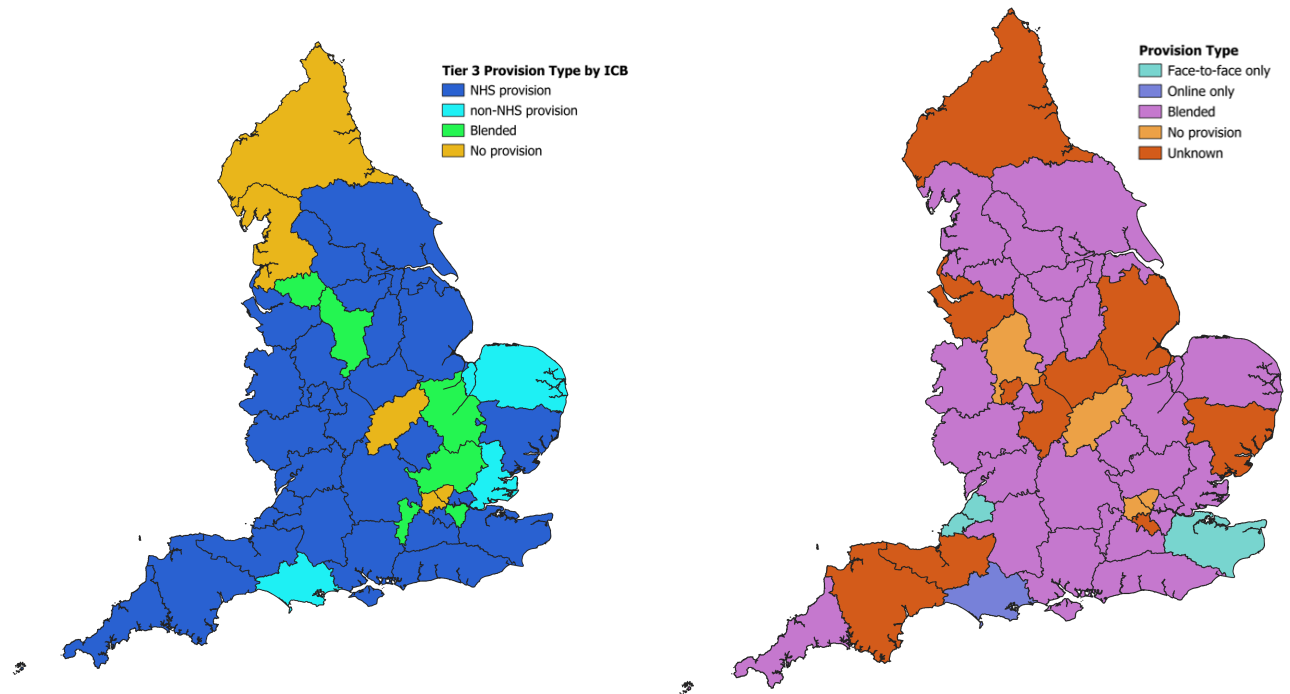 Tier 3 Provision Type by ICB
NHS provision
non-NHS provision
Blended
No provision
Provision Type
Face-to-face only
Online only
Blended
No provision
Unknown